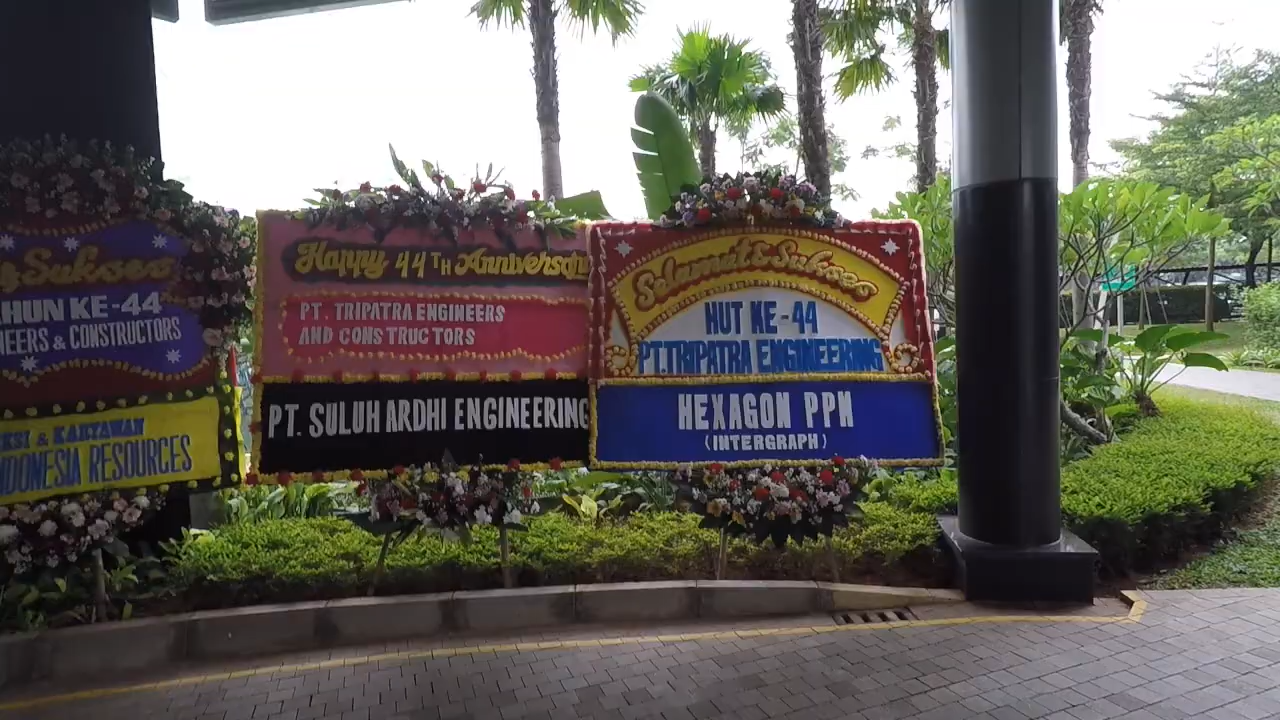 & Sukses
HUN KE-44
NEERS & CONSTRUCTORS
KSI & KARYAWAN
INDONESIA RESOURCES
Happy 44TH Anniversary
PT. TRIPATRA ENGINEERS
AND CONSTRUCTORS
PT. SULUH ARDHI ENGINEERING
Selamat & Sukses
HUT KE-44
PT.TRIPATRA ENGINEERING
HEXAGON PPM
(INTERGRAPH)